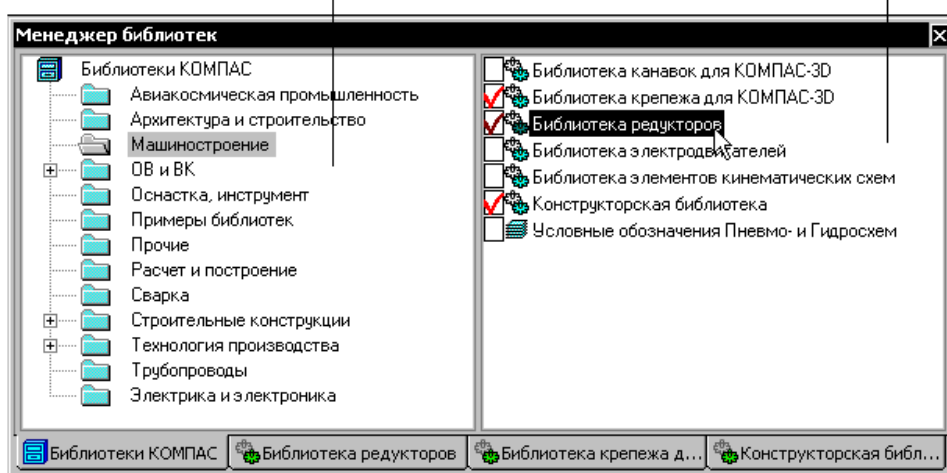 Менеджер библиотек
Библиотеки КОМПАС
Авиакосмическая промышленность
Архитектура и строительство
Машиностроение
ОВ и ВК
Оснастка, инструмент
Примеры библиотек
Прочие
Расчет и построение
Сварка
Строительные конструкции
Технология производства
Трубопроводы
Электрика и электроника
Библиотека канавок для КОМПАС-3D
Библиотека крепежа для КОМПАС-3D
Библиотека редукторов
Библиотека электродвигателей
Библиотека элементов кинематических схем
Конструкторская библиотека
Условные обозначения Пневмо- и Гидросхем
Библиотеки КОМПАС
Библиотека редукторов
Библиотека крепежа д...
Конструкторская библ...